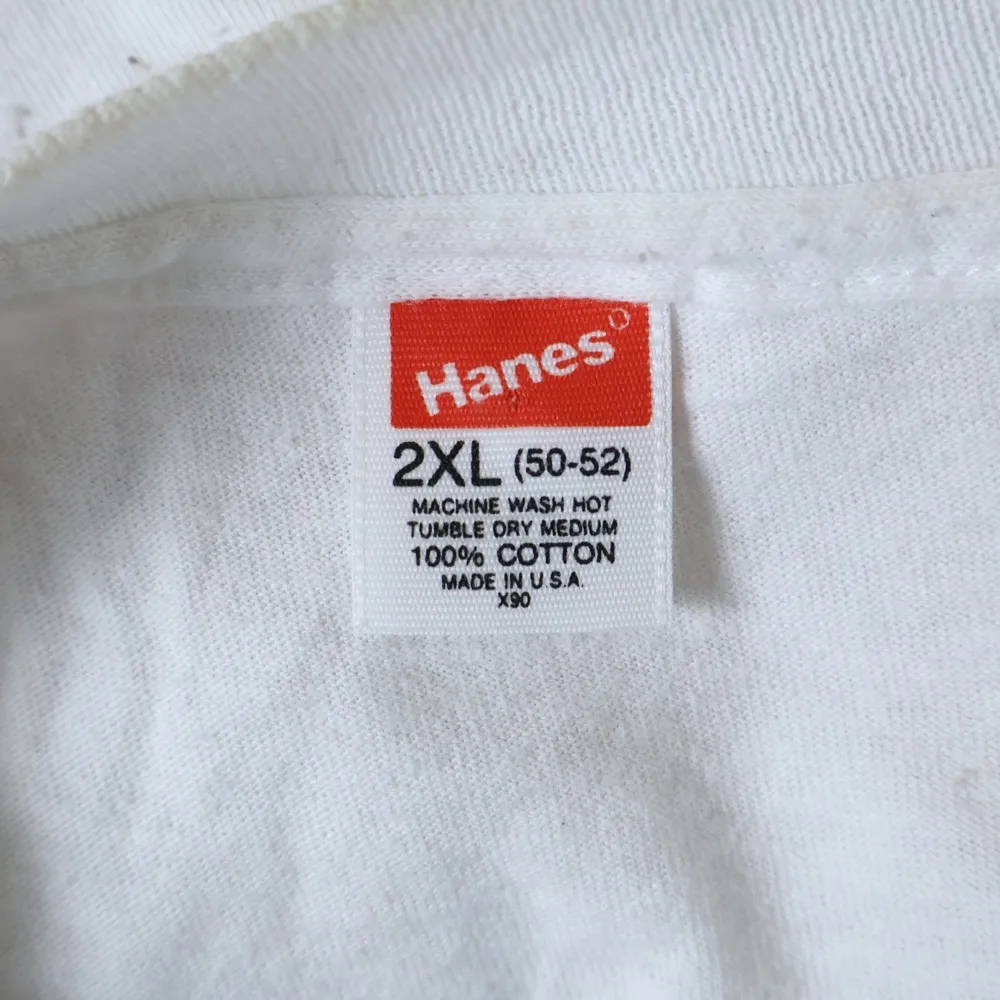 Hanes
2XL (50-52)
MACHINE WASH HOT
TUMBLE DRY MEDIUM
100% COTTON
MADE IN U.S.A.
X90